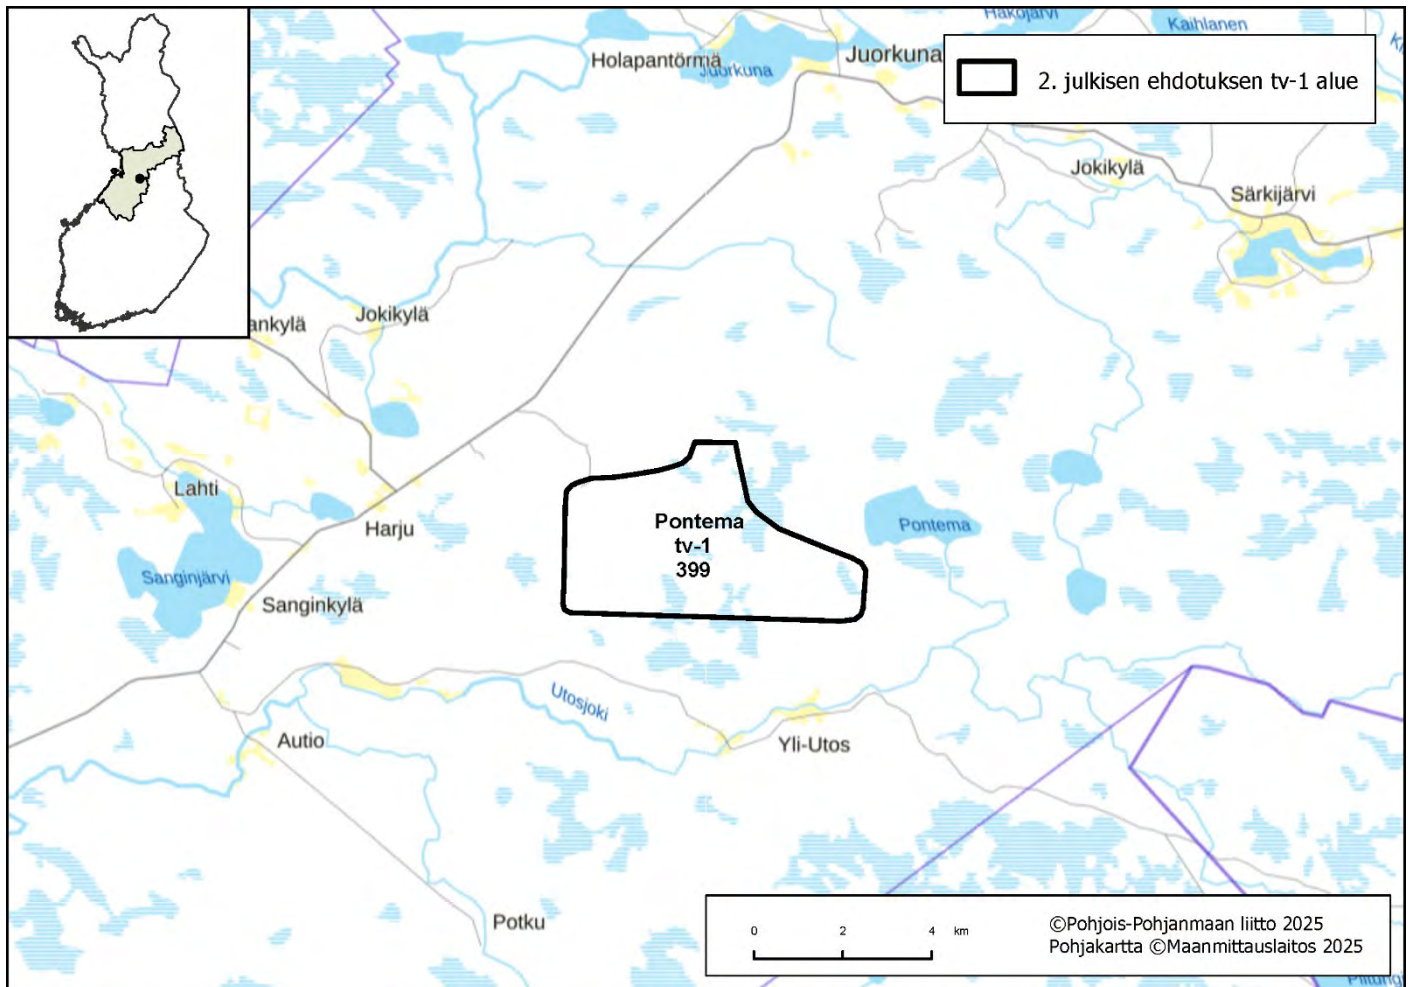 Hakojärvi
Kaihlanen
Holapantörmä
Juorkuna
Juorkuna
2. julkisen ehdotuksen tv-1 alue
Jokikylä
Särkijärvi
ankylä
Jokikylä
Lahti
Harju
Pontema
tv-1
399
Pontema
Sanginjärvi
Sanginkylä
Utosjoki
Autio
Yli-Utos
Potku
0 2 4 km
©Pohjois-Pohjanmaan liitto 2025
Pohjakartta ©Maanmittauslaitos 2025